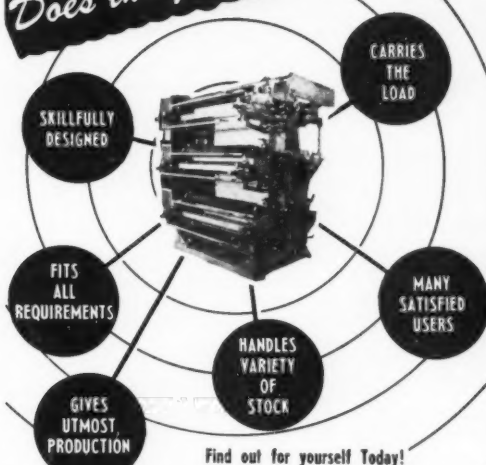 Does
CARRIES
THE
LOAD
SKILLFULLY
DESIGNED
FITS
ALL
REQUIREMENTS
MANY
SATISFIED
USERS
HANDLES
VARIETY
OF
STOCK
GIVES
UTMOST
PRODUCTION
Find out for yourself Today!